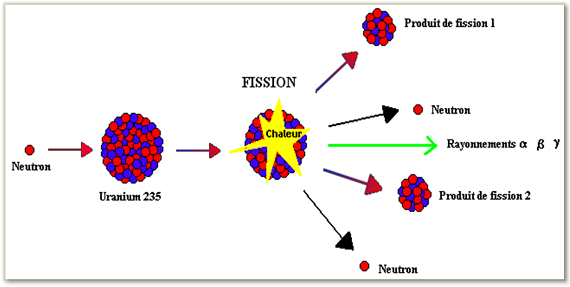 Produit de fission 1
FISSION
Neutron
Chaleur
Rayonnements α β γ
Neutron
Uranium 235
Produit de fission 2
Neutron